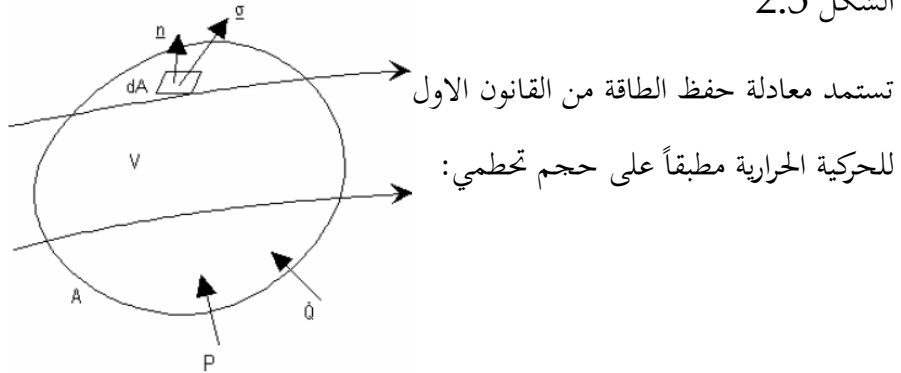 الشكل 2.5
تستمد معادلة حفظ الطاقة من القانون الاول
للحركية الحرارية مطبقاً على حجم تحطمي:
n σ
dA
V
A
Q̇
P